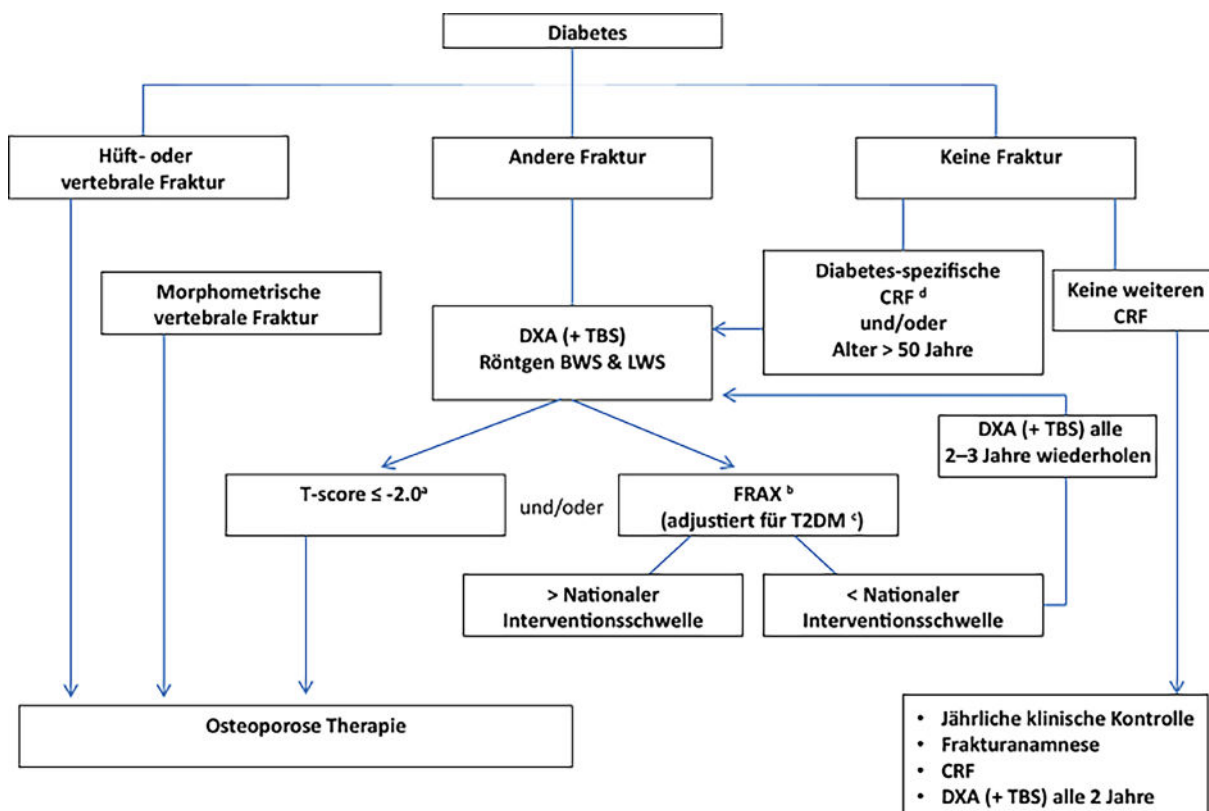 Diabetes
Hüft- oder
vertebrale Fraktur
Andere Fraktur
Keine Fraktur
Morphometrische
vertebrale Fraktur
DXA (+ TBS)
Röntgen BWS & LWS
Diabetes-spezifische
CRF ᵈ
und/oder
Alter > 50 Jahre
Keine weiteren
CRF
DXA (+ TBS) alle
2–3 Jahre wiederholen
T-score ≤ -2.0ᵃ
und/oder
FRAX ᵇ
(adjustiert für T2DM ᶜ)
> Nationaler
Interventionsschwelle
< Nationaler
Interventionsschwelle
Osteoporose Therapie
• Jährliche klinische Kontrolle
• Frakturanamnese
• CRF
• DXA (+ TBS) alle 2 Jahre